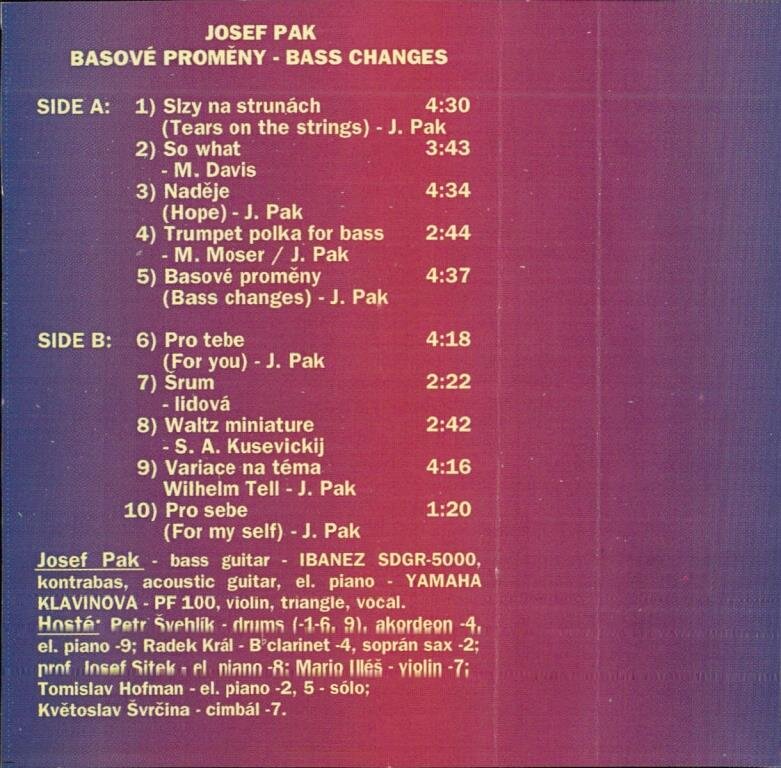 JOSEF PAK
BASOVÉ PROMĚNY - BASS CHANGES
SIDE A: 1) Slzy na strunách 4:30
(Tears on the strings) - J. Pak
2) So what 3:43
- M. Davis
3) Naděje 4:34
(Hope) - J. Pak
4) Trumpet polka for bass 2:44
- M. Moser / J. Pak
5) Basové proměny 4:37
(Bass changes) - J. Pak
SIDE B: 6) Pro tebe 4:18
(For you) - J. Pak
7) Šrum 2:22
- lidová
8) Waltz miniature 2:42
- S. A. Kusevickij
9) Variace na téma 4:16
Wilhelm Tell - J. Pak
10) Pro sebe 1:20
(For my self) - J. Pak
Josef Pak - bass guitar - IBANEZ SDGR-5000,
kontrabas, acoustic guitar, el. piano - YAMAHA
KLAVINOVA - PF 100, violin, triangle, vocal.
Hosté: Petr Švehlík - drums (-1-6, 9), akordeon -4,
el. piano -9; Radek Král - B♭clarinet -4, soprán sax -2;
prof. Josef Sitek - el. piano -8; Mario Illéš - violin -7;
Tomislav Hofman - el. piano -2, 5 - sólo;
Květoslav Švrčina - cimbál -7.